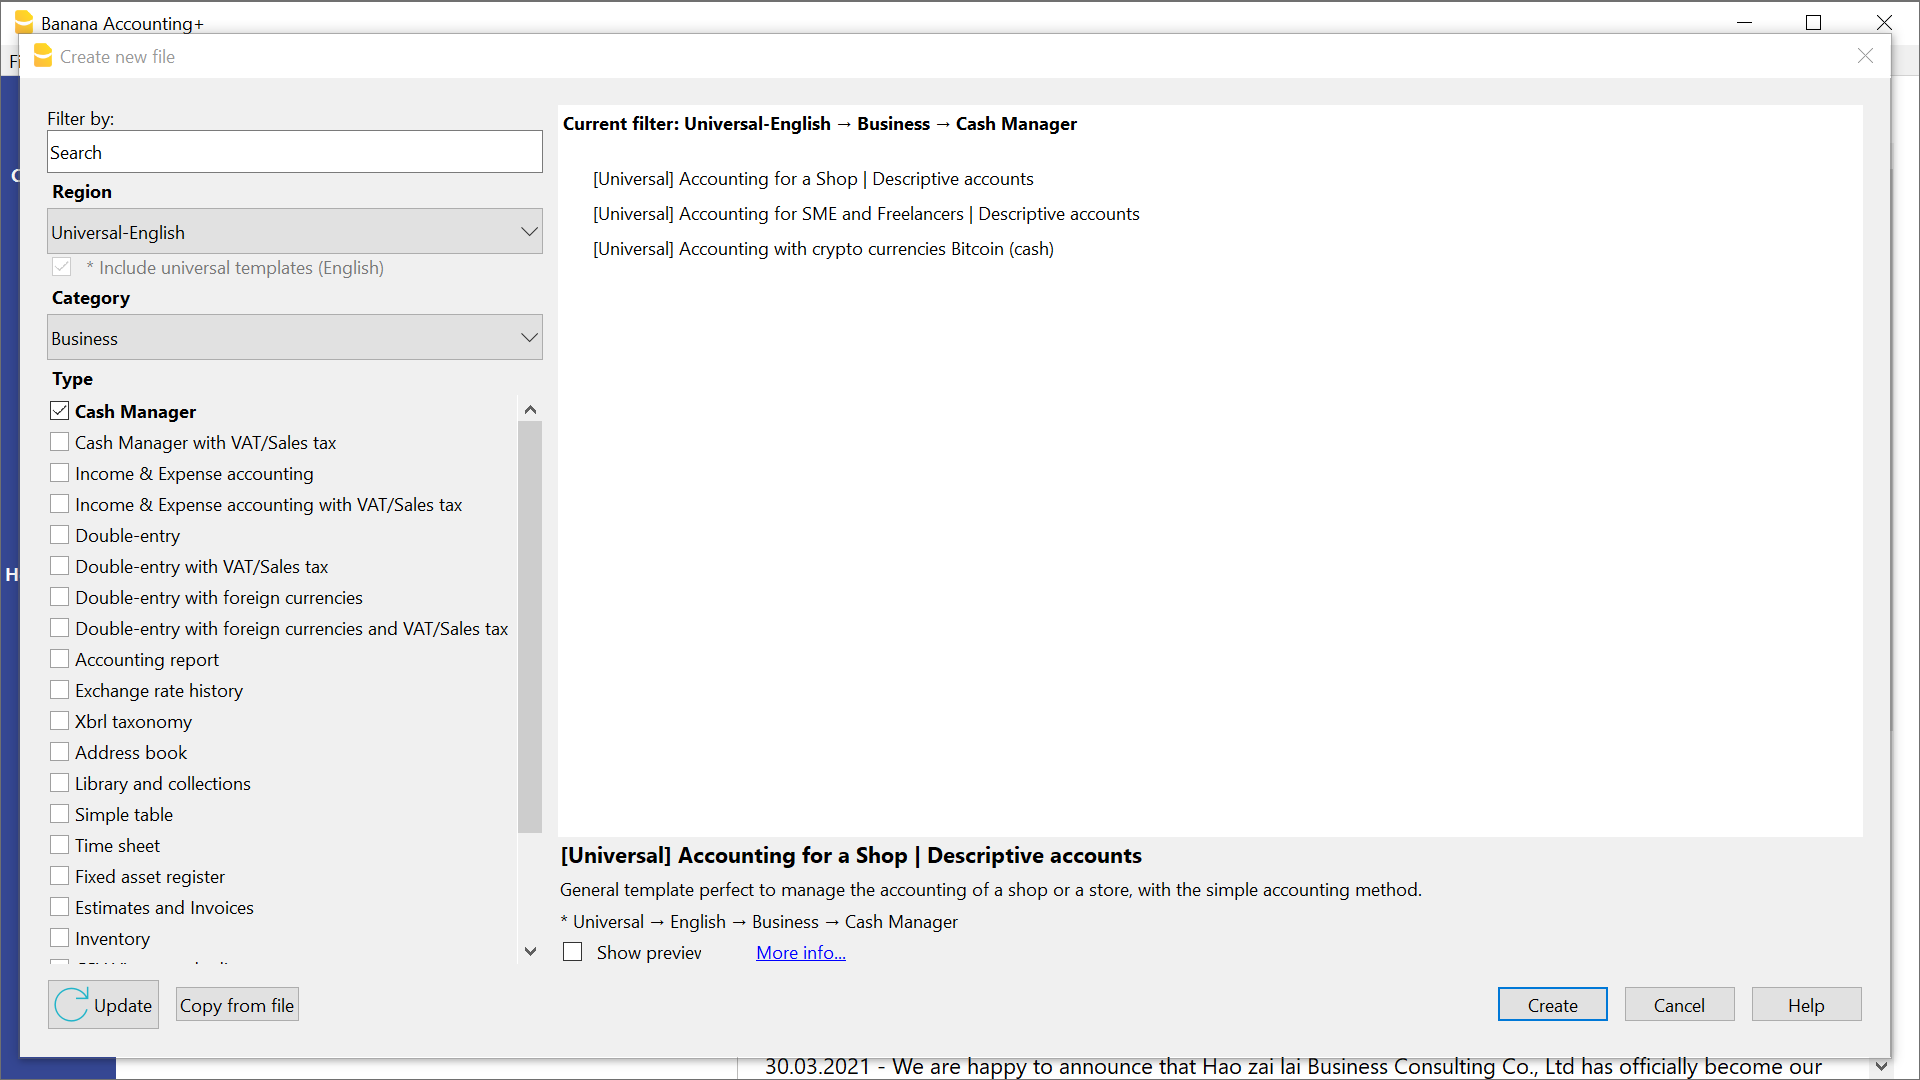 Banana Accounting+
Fi
Create new file
Filter by:
Search
Region
Universal-English
* Include universal templates (English)
Category
Business
Type
Cash Manager
Cash Manager with VAT/Sales tax
Income & Expense accounting
Income & Expense accounting with VAT/Sales tax
Double-entry
Double-entry with VAT/Sales tax
Double-entry with foreign currencies
Double-entry with foreign currencies and VAT/Sales tax
Accounting report
Exchange rate history
Xbrl taxonomy
Address book
Library and collections
Simple table
Time sheet
Fixed asset register
Estimates and Invoices
Inventory
Update
Copy from file
Current filter: Universal-English → Business → Cash Manager
[Universal] Accounting for a Shop | Descriptive accounts
[Universal] Accounting for SME and Freelancers | Descriptive accounts
[Universal] Accounting with crypto currencies Bitcoin (cash)
[Universal] Accounting for a Shop | Descriptive accounts
General template perfect to manage the accounting of a shop or a store, with the simple accounting method.
* Universal → English → Business → Cash Manager
Show preview More info...
Create Cancel Help
30.03.2021 - We are happy to announce that Hao zai lai Business Consulting Co., Ltd has officially become our